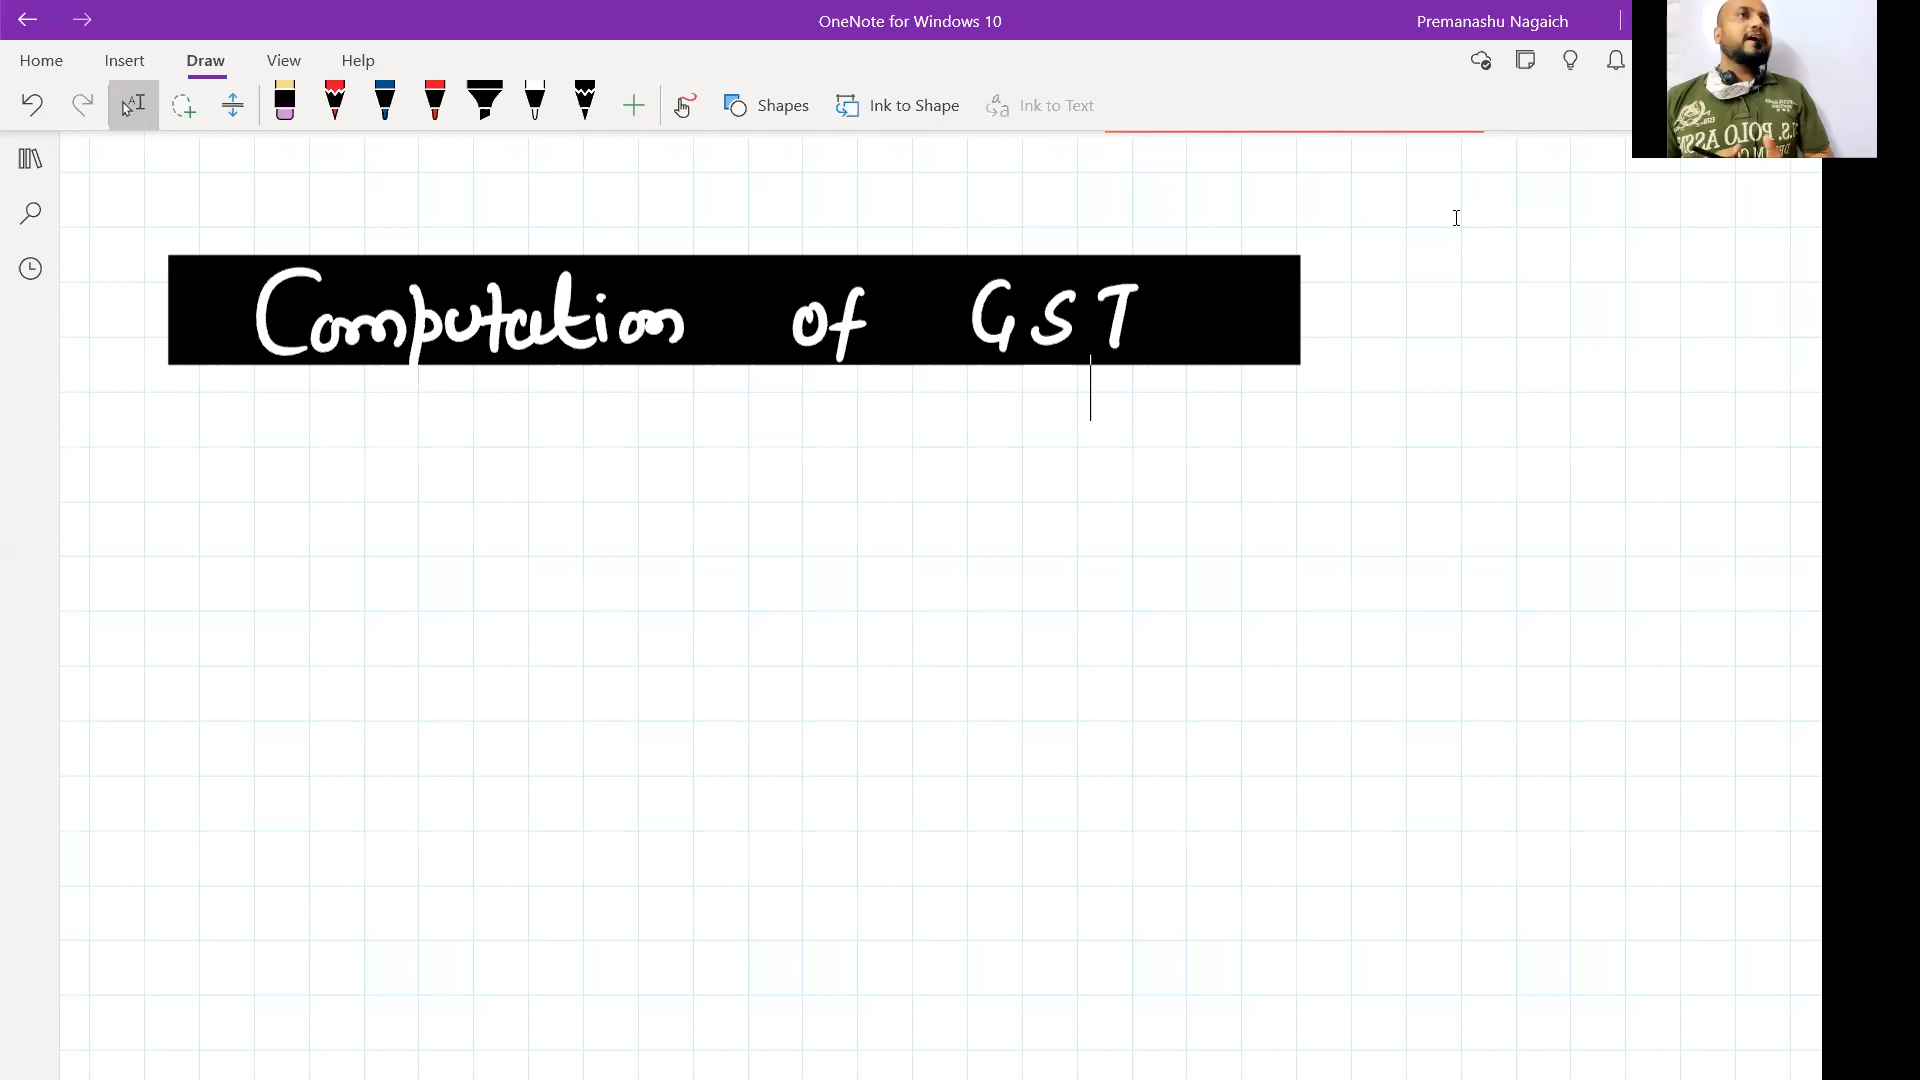 OneNote for Windows 10
Premanashu Nagaich
Home Insert Draw View Help
Shapes Ink to Shape Ink to Text
Computation of GST